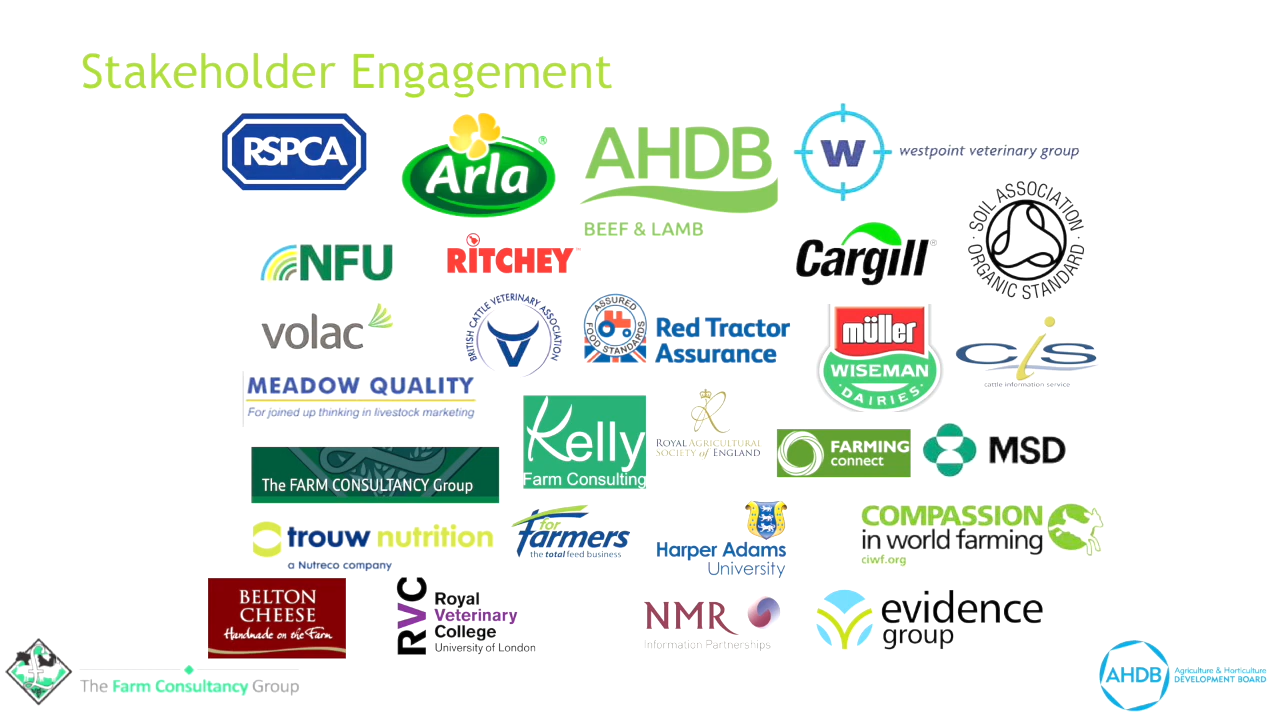 Stakeholder Engagement
RSPCA
Arla
®
AHDB
BEEF & LAMB
W
westpoint veterinary group
NFU
RITCHEY
™
Cargill
®
· SOIL ASSOCIATION ·
ORGANIC STANDARD
volac
BRITISH CATTLE VETERINARY ASSOCIATION
ASSURED
FOOD STANDARDS
Red Tractor
Assurance
müller
WISEMAN
· DAIRIES ·
cis
cattle information service
MEADOW QUALITY
For joined up thinking in livestock marketing
Kelly
Farm Consulting
R
ROYAL AGRICULTURAL
SOCIETY of ENGLAND
FARMING
connect
MSD
The FARM CONSULTANCY Group
trouw nutrition
a Nutreco company
for
farmers
the total feed business
Harper Adams
University
COMPASSION
in world farming
ciwf.org
BELTON
CHEESE
Handmade on the Farm
RVC
Royal
Veterinary
College
University of London
NMR
Information Partnerships
evidence
group
The Farm Consultancy Group
AHDB
Agriculture & Horticulture
DEVELOPMENT BOARD